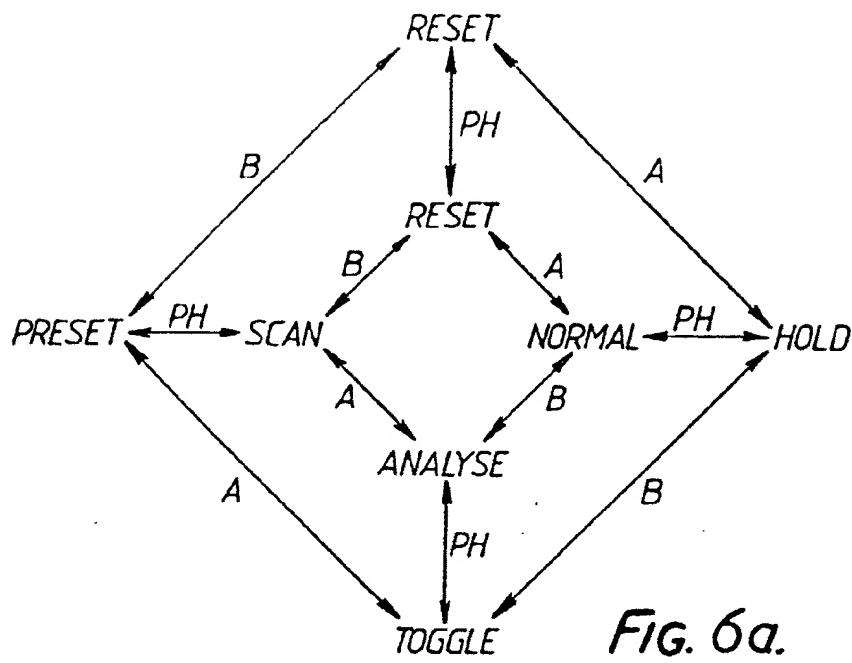 RESET
PH
B
A
RESET
B
A
PRESET PH SCAN NORMAL PH HOLD
A
B
ANALYSE
A
B
PH
TOGGLE
FIG. 6a.